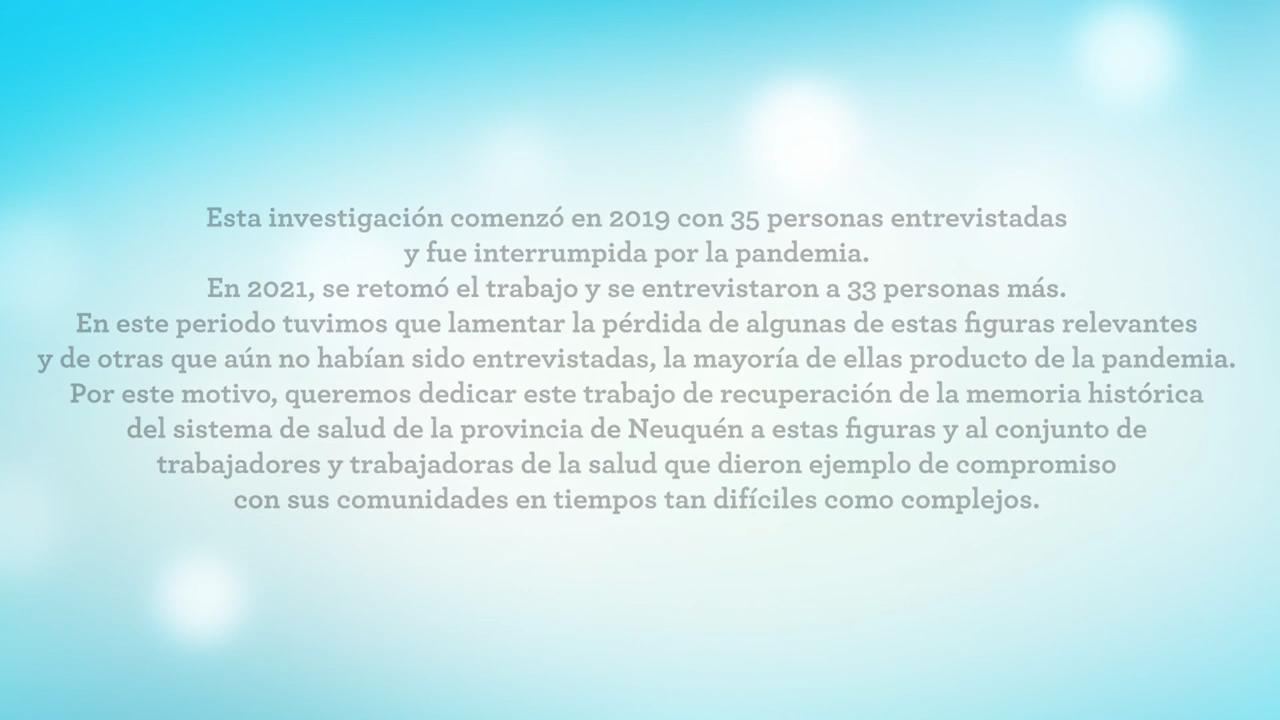 Esta investigación comenzó en 2019 con 35 personas entrevistadas
y fue interrumpida por la pandemia.
En 2021, se retomó el trabajo y se entrevistaron a 33 personas más.
En este periodo tuvimos que lamentar la pérdida de algunas de estas figuras relevantes
y de otras que aún no habían sido entrevistadas, la mayoría de ellas producto de la pandemia.
Por este motivo, queremos dedicar este trabajo de recuperación de la memoria histórica
del sistema de salud de la provincia de Neuquén a estas figuras y al conjunto de
trabajadores y trabajadoras de la salud que dieron ejemplo de compromiso
con sus comunidades en tiempos tan difíciles como complejos.